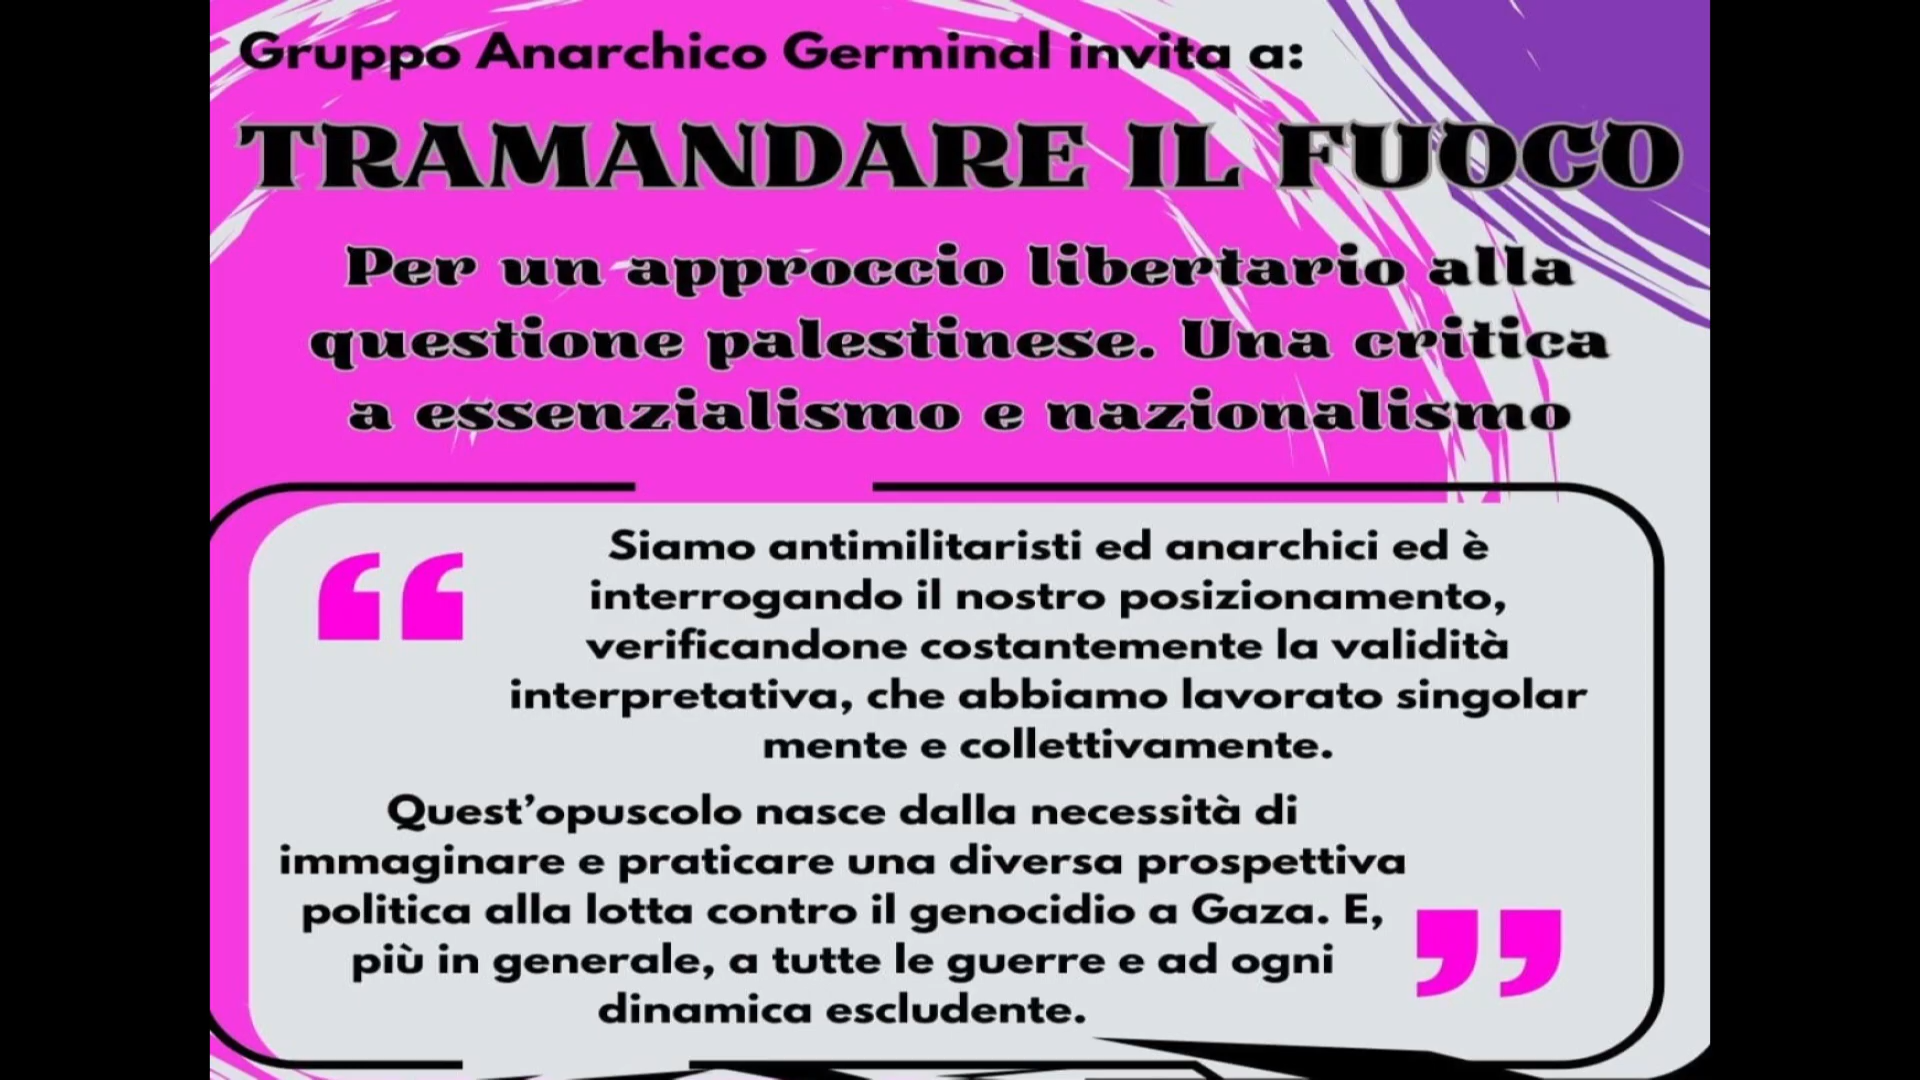 Gruppo Anarchico Germinal invita a:
TRAMANDARE IL FUOCO
Per un approccio libertario alla
questione palestinese. Una critica
a essenzialismo e nazionalismo
“
Siamo antimilitaristi ed anarchici ed è
interrogando il nostro posizionamento,
verificandone costantemente la validità
interpretativa, che abbiamo lavorato singolar
mente e collettivamente.
Quest’opuscolo nasce dalla necessità di
immaginare e praticare una diversa prospettiva
politica alla lotta contro il genocidio a Gaza. E,
più in generale, a tutte le guerre e ad ogni
dinamica escludente.
”